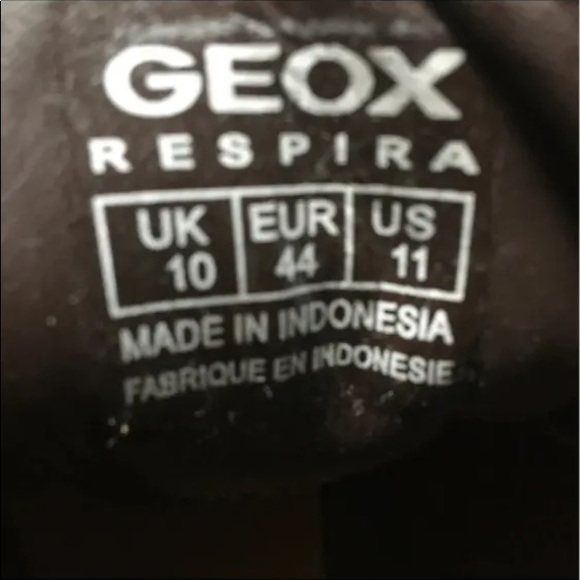 GEOX
RESPIRA
UK EUR US
10 44 11
MADE IN INDONESIA
FABRIQUE EN INDONESIE